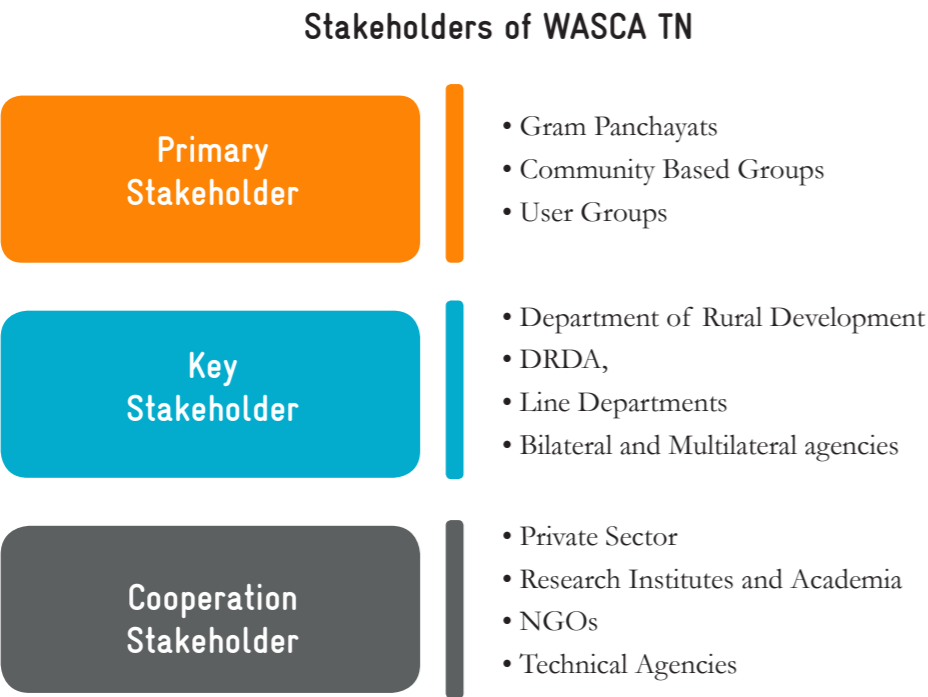 Stakeholders of WASCA TN
Primary
Stakeholder
• Gram Panchayats
• Community Based Groups
• User Groups
Key
Stakeholder
• Department of Rural Development
• DRDA,
• Line Departments
• Bilateral and Multilateral agencies
Cooperation
Stakeholder
• Private Sector
• Research Institutes and Academia
• NGOs
• Technical Agencies